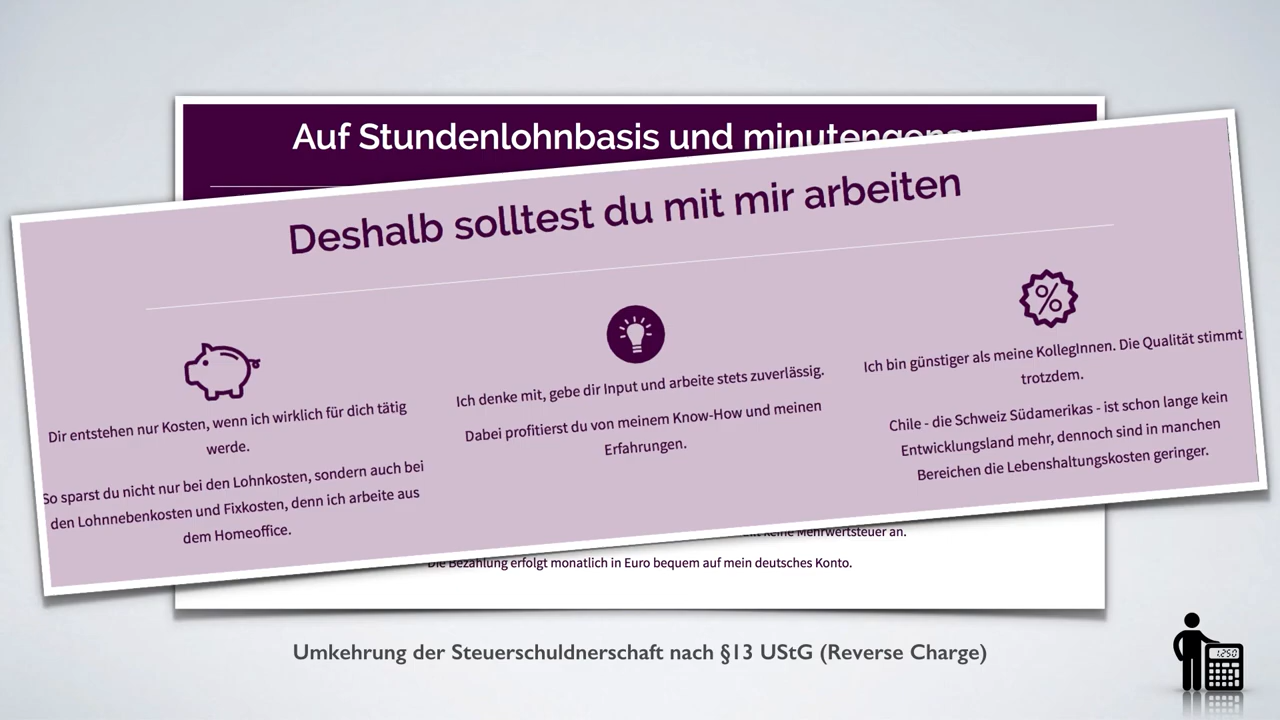 Auf Stundenlohnbasis und minutengenau
Deshalb solltest du mit mir arbeiten
Dir entstehen nur Kosten, wenn ich wirklich für dich tätig
werde.
So sparst du nicht nur bei den Lohnkosten, sondern auch bei
den Lohnnebenkosten und Fixkosten, denn ich arbeite aus
dem Homeoffice.
Ich denke mit, gebe dir Input und arbeite stets zuverlässig.
Dabei profitierst du von meinem Know-How und meinen
Erfahrungen.
Ich bin günstiger als meine KollegInnen. Die Qualität stimmt
trotzdem.
Chile - die Schweiz Südamerikas - ist schon lange kein
Entwicklungsland mehr, dennoch sind in manchen
Bereichen die Lebenshaltungskosten geringer.
keine Mehrwertsteuer an.
Die Bezahlung erfolgt monatlich in Euro bequem auf mein deutsches Konto.
Umkehrung der Steuerschuldnerschaft nach §13 UStG (Reverse Charge)
1,250